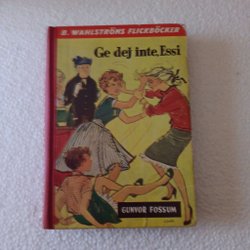 B. WAHLSTRÖMS FLICKBÖCKER
Ge dej inte, Essi
GUNVOR FOSSUM